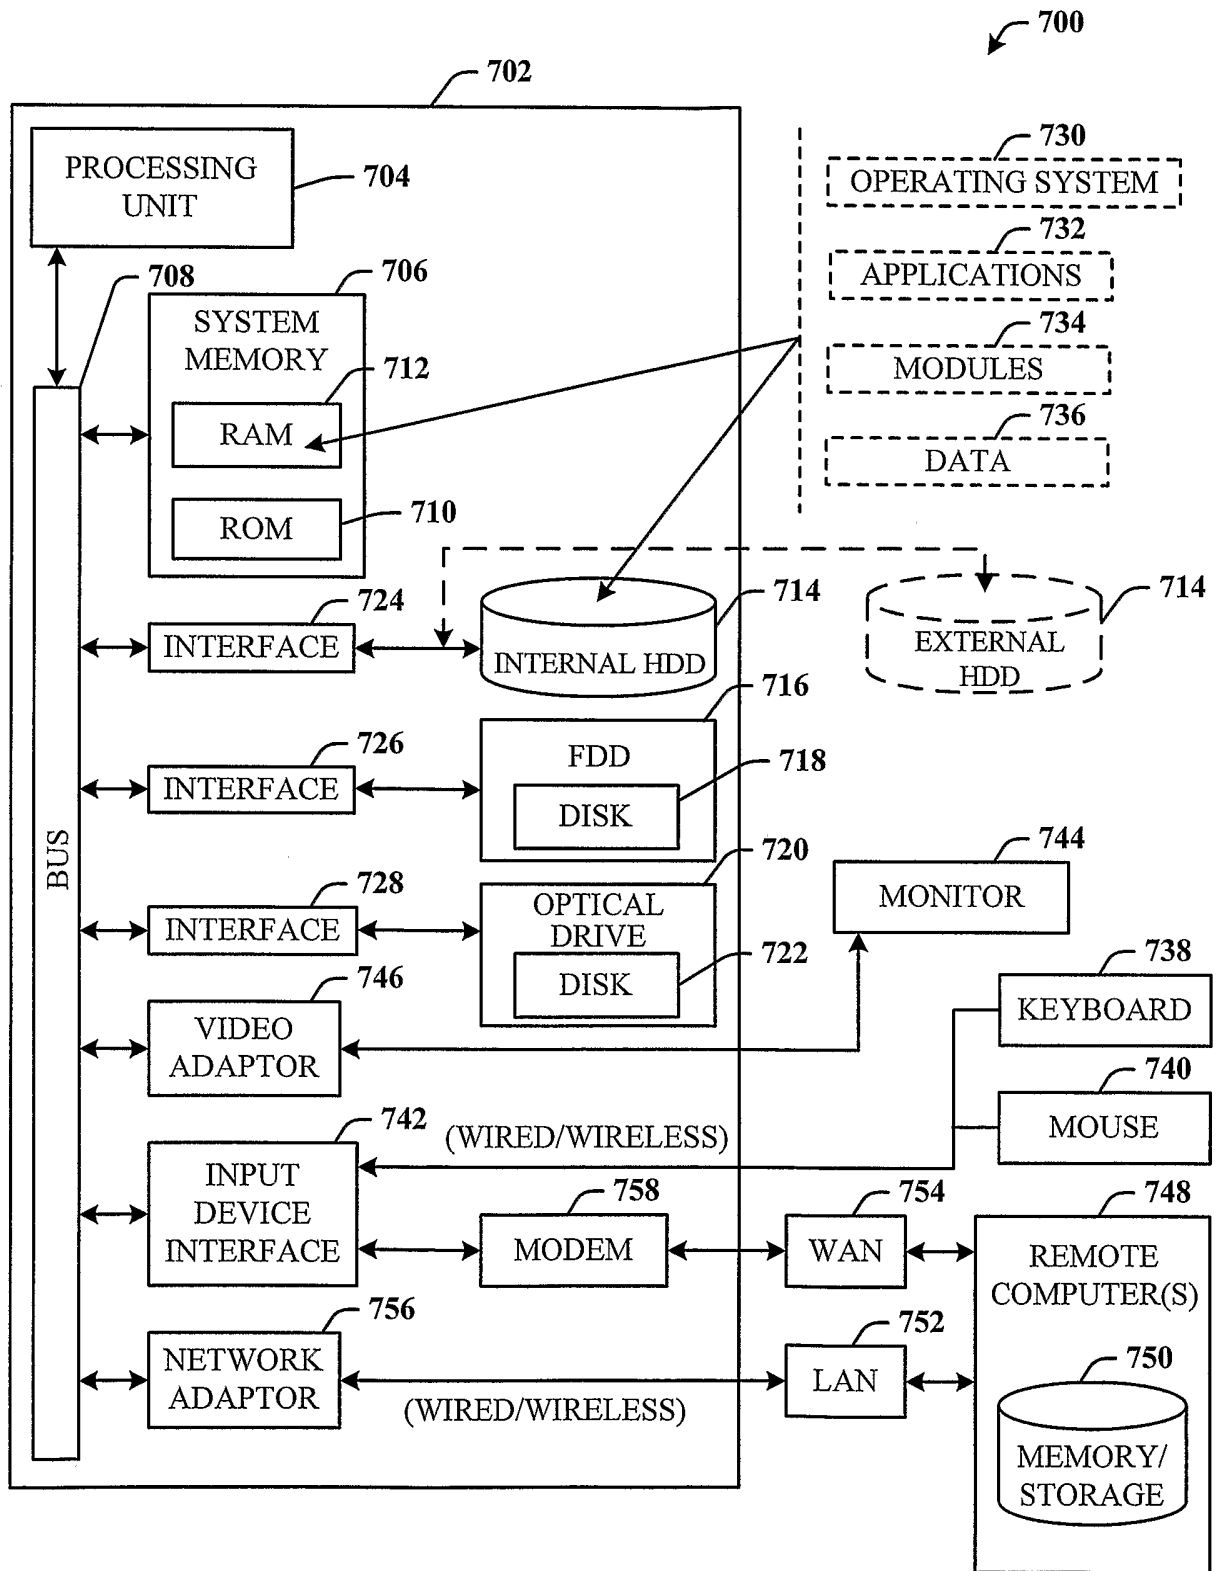 700
702
PROCESSING
UNIT
704
708
706
SYSTEM
MEMORY
712
RAM
710
ROM
730
OPERATING SYSTEM
732
APPLICATIONS
734
MODULES
736
DATA
724
INTERFACE
714
INTERNAL HDD
714
EXTERNAL
HDD
716
726
INTERFACE
FDD
718
DISK
BUS
720
728
INTERFACE
OPTICAL
DRIVE
722
DISK
744
MONITOR
746
VIDEO
ADAPTOR
738
KEYBOARD
740
MOUSE
742
(WIRED/WIRELESS)
INPUT
DEVICE
INTERFACE
758
MODEM
754
WAN
748
REMOTE
COMPUTER(S)
756
NETWORK
ADAPTOR
(WIRED/WIRELESS)
752
LAN
750
MEMORY/
STORAGE